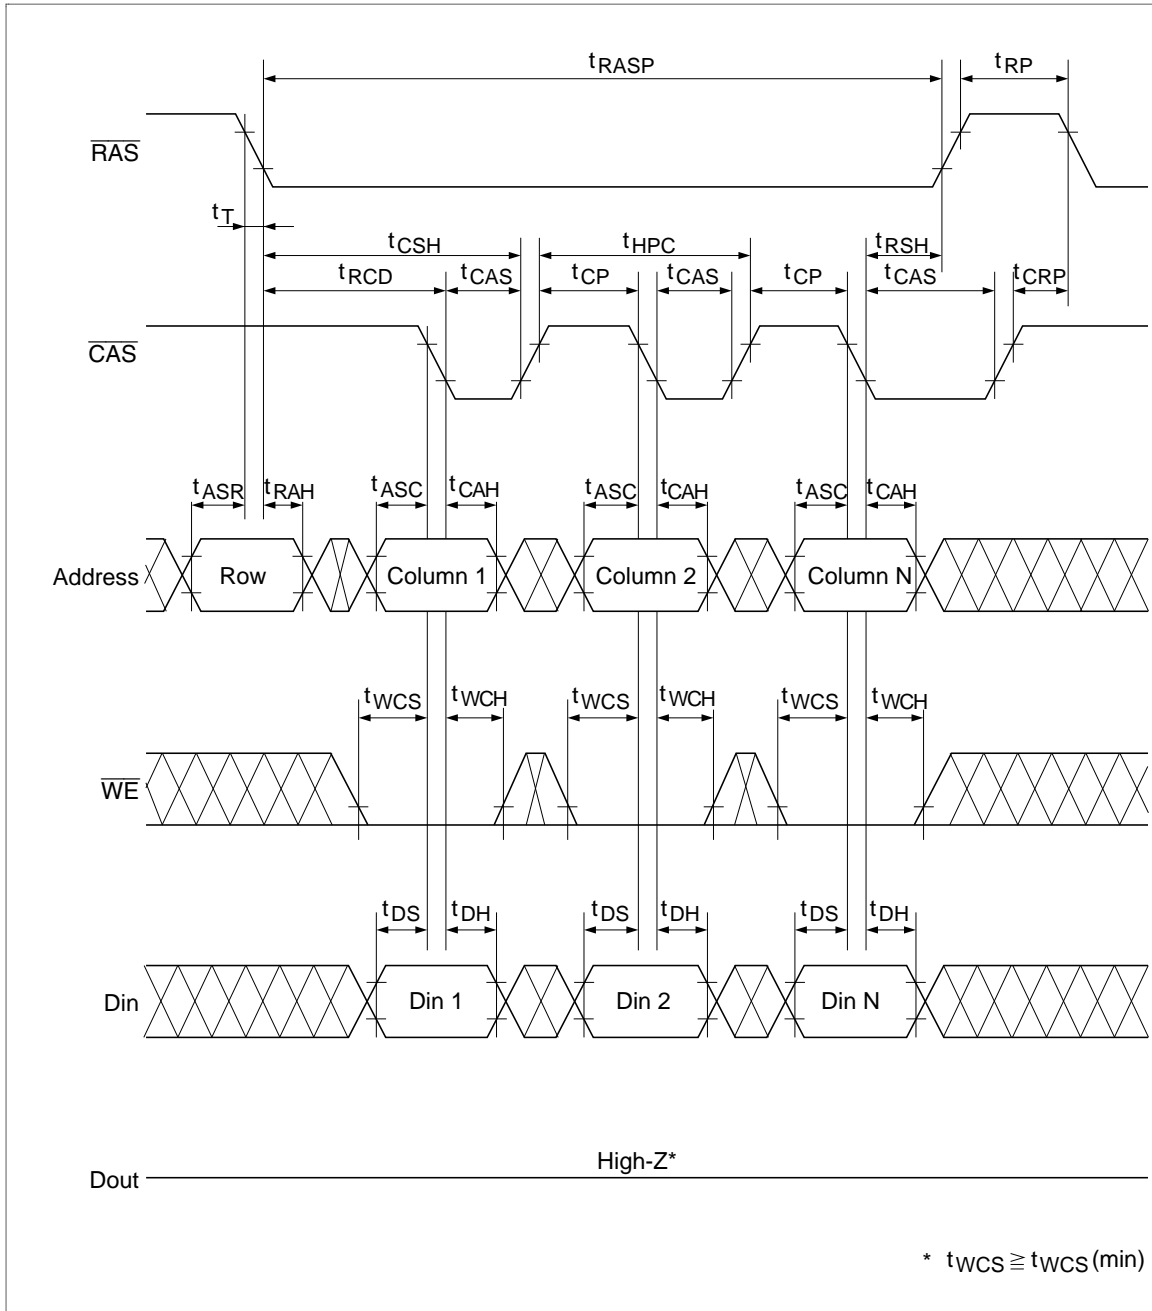 tRASP tRP
RAS
tT
tCSH tHPC tRSH
tRCD tCAS tCP tCAS tCP tCAS tCRP
CAS
tASR tRAH tASC tCAH tASC tCAH tASC tCAH
Address Row Column 1 Column 2 Column N
tWCS tWCH tWCS tWCH tWCS tWCH
WE
tDS tDH tDS tDH tDS tDH
Din Din 1 Din 2 Din N
High-Z*
Dout
* tWCS ≧ tWCS (min)